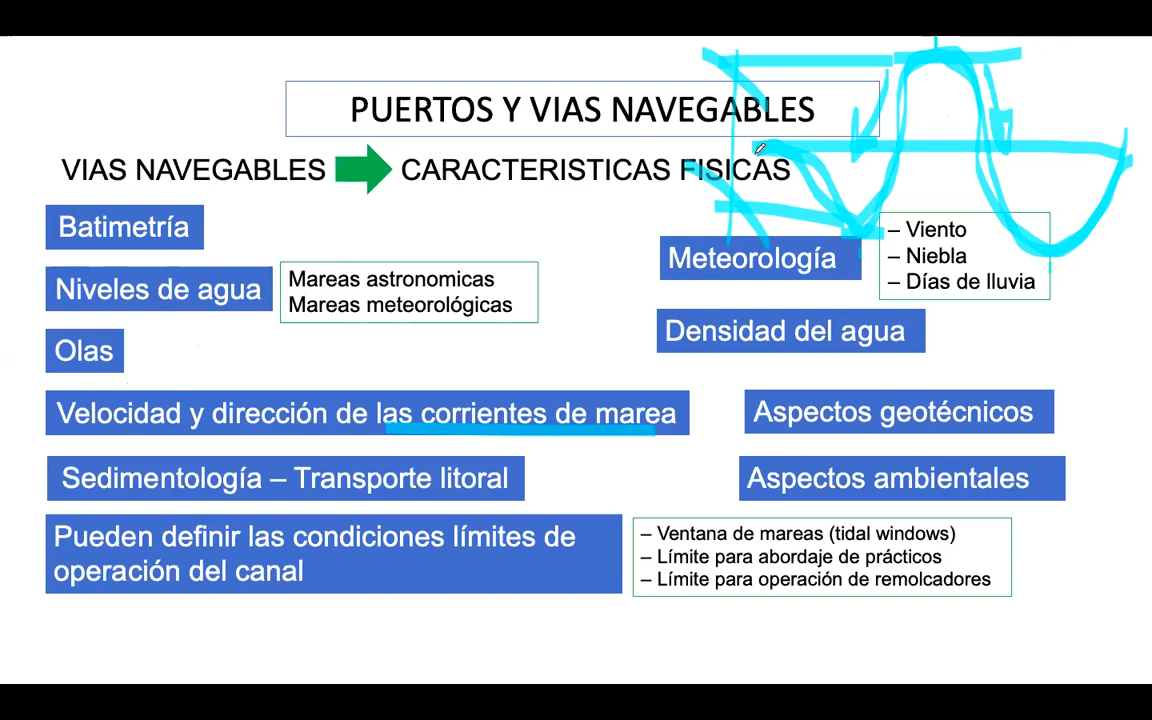 PUERTOS Y VIAS NAVEGABLES
VIAS NAVEGABLES
CARACTERISTICAS FISICAS
Batimetría
Niveles de agua
Mareas astronomicas
Mareas meteorológicas
Olas
Velocidad y dirección de las corrientes de marea
Sedimentología – Transporte litoral
Pueden definir las condiciones límites de
operación del canal
– Ventana de mareas (tidal windows)
– Límite para abordaje de prácticos
– Límite para operación de remolcadores
Meteorología
– Viento
– Niebla
– Días de lluvia
Densidad del agua
Aspectos geotécnicos
Aspectos ambientales